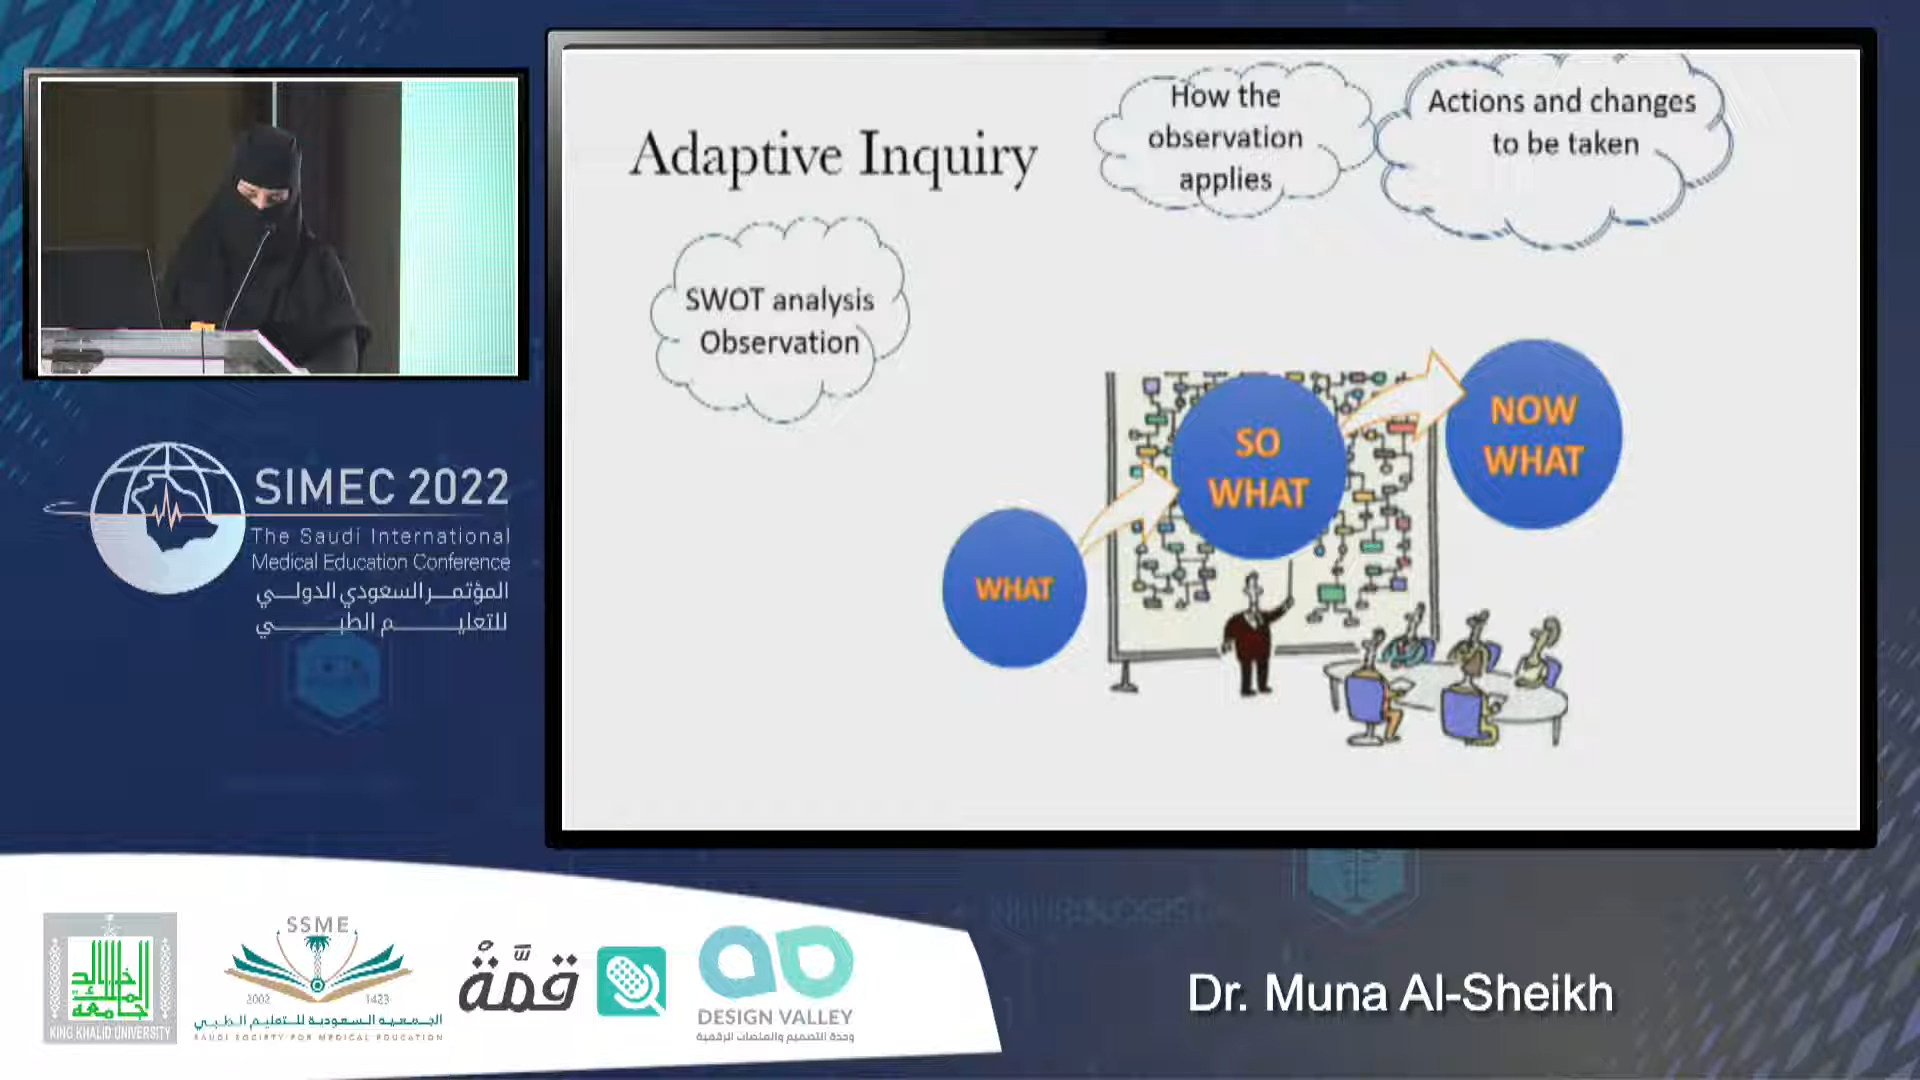 Adaptive Inquiry
How the
observation
applies
Actions and changes
to be taken
SWOT analysis
Observation
WHAT
SO
WHAT
NOW
WHAT
SIMEC 2022
The Saudi International
Medical Education Conference
المؤتمر السعودي الدولي
للتعليم الطبي
KING KHALID UNIVERSITY
SSME
2002
1423
الجمعية السعودية للتعليم الطبي
SAUDI SOCIETY FOR MEDICAL EDUCATION
قمَّة
DESIGN VALLEY
وحدة التصميم والمنصات الرقمية
Dr. Muna Al-Sheikh